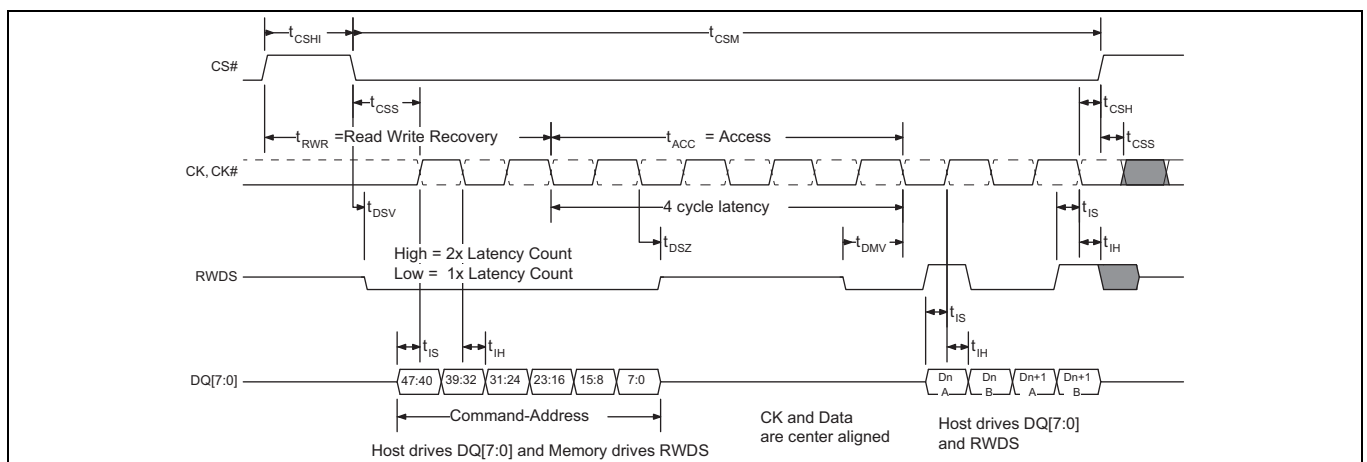 tCSHI
tCSM
CS#
tCSS
tCSH
tRWR =Read Write Recovery
tACC = Access
tCSS
CK, CK#
tDSV
4 cycle latency
tIS
High = 2x Latency Count
Low = 1x Latency Count
tDSZ
tDMV
tIH
RWDS
tIS
tIS
tIH
tIH
DQ[7:0]
47:40 39:32 31:24 23:16 15:8 7:0
Dn A Dn B Dn+1 A Dn+1 B
Command-Address
CK and Data
are center aligned
Host drives DQ[7:0]
and RWDS
Host drives DQ[7:0] and Memory drives RWDS